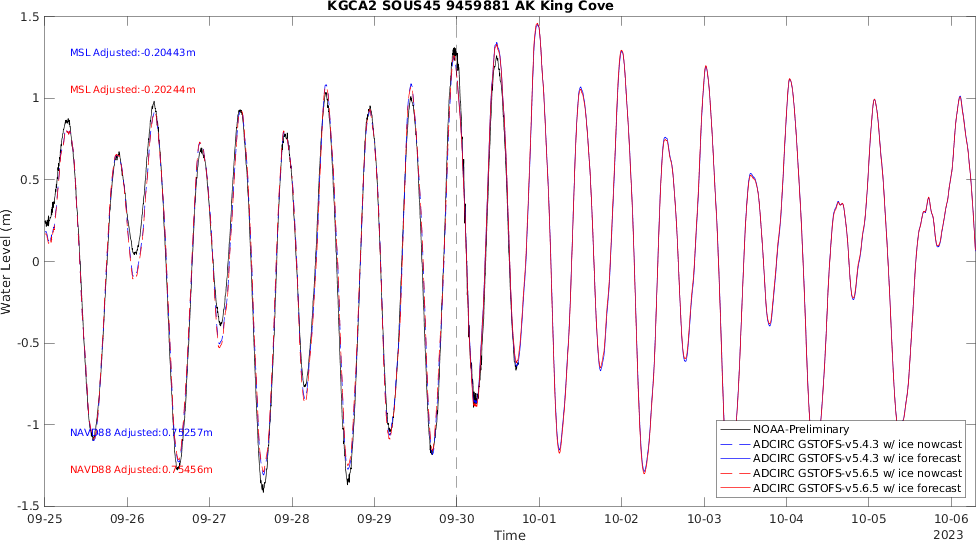 KGCA2 SOUS45 9459881 AK King Cove
MSL Adjusted:-0.20443m
MSL Adjusted:-0.20244m
NAVD88 Adjusted:0.75257m
NAVD88 Adjusted:0.75456m
Water Level (m)
1.5
1
0.5
0
-0.5
-1
-1.5
09-25
09-26
09-27
09-28
09-29
09-30
10-01
10-02
10-03
10-04
10-05
10-06
2023
Time
NOAA-Preliminary
ADCIRC GSTOFS-v5.4.3 w/ ice nowcast
ADCIRC GSTOFS-v5.4.3 w/ ice forecast
ADCIRC GSTOFS-v5.6.5 w/ ice nowcast
ADCIRC GSTOFS-v5.6.5 w/ ice forecast